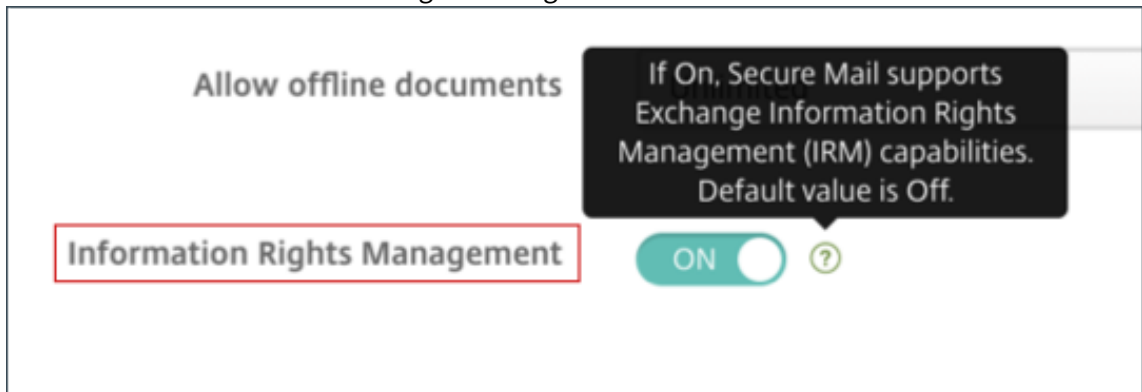 Allow offline documents
If On, Secure Mail supports
Exchange Information Rights
Management (IRM) capabilities.
Default value is Off.
Information Rights Management
ON
?